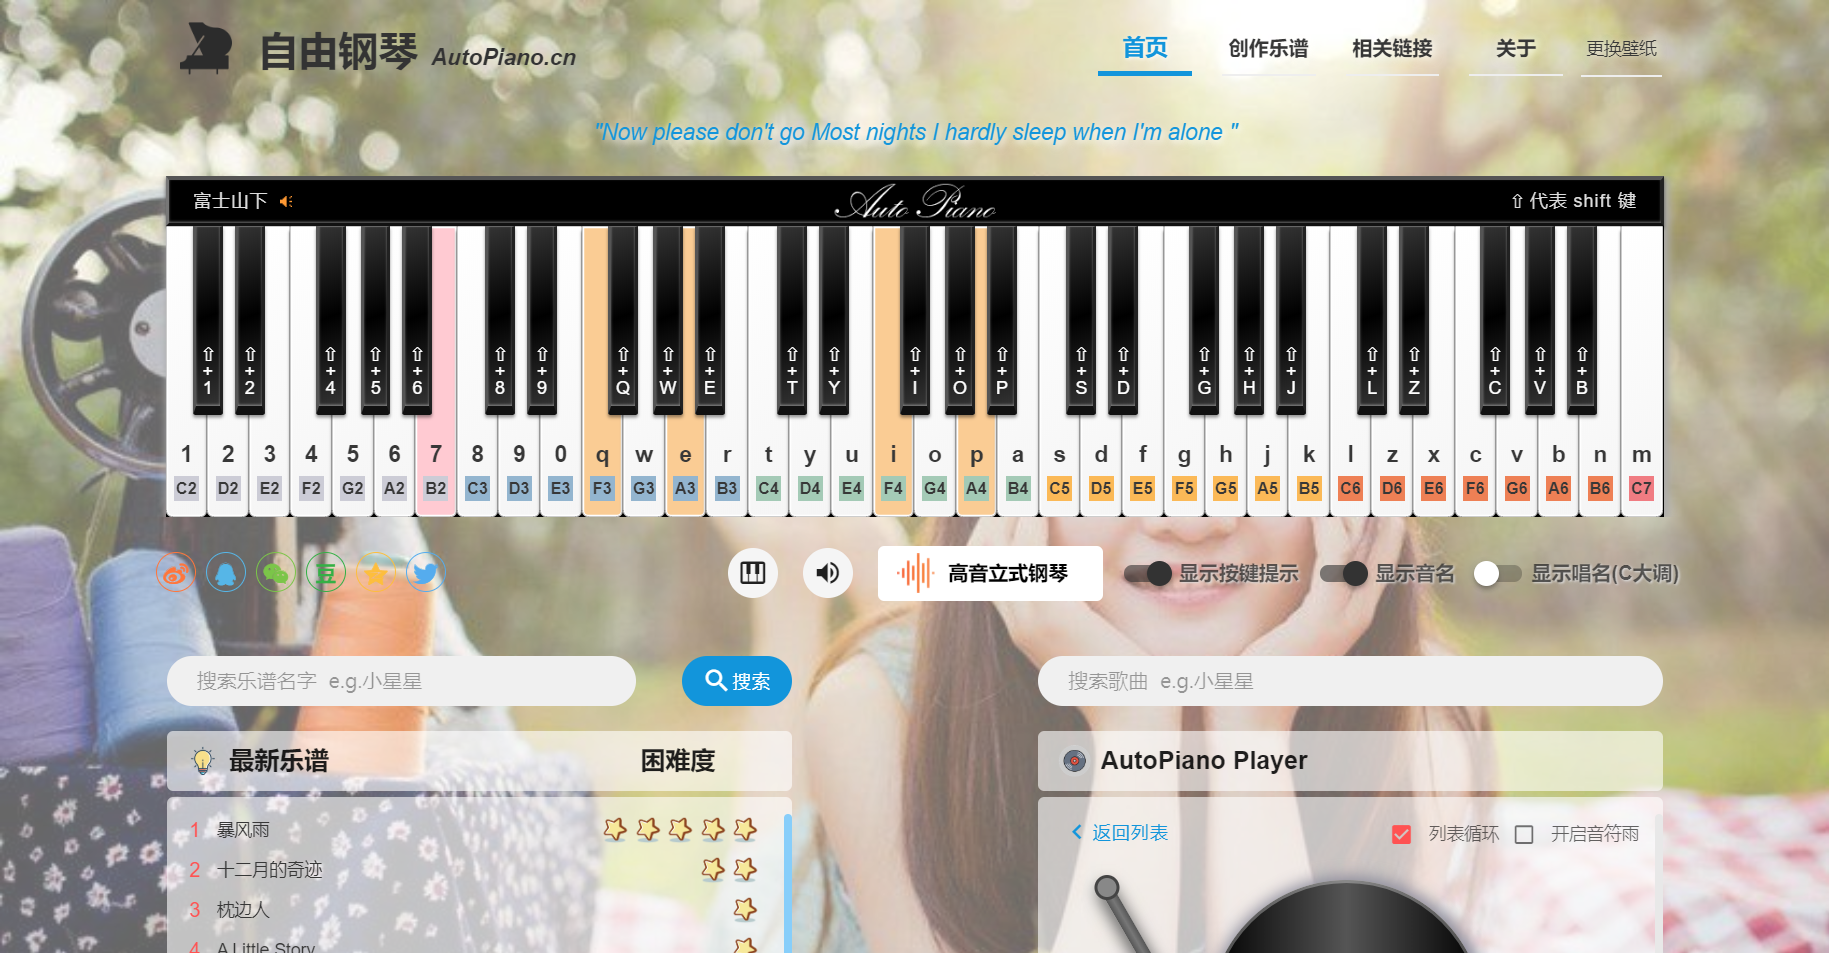 自由钢琴 AutoPiano.cn
首页 创作乐谱 相关链接 关于 更换壁纸
"Now please don't go Most nights I hardly sleep when I'm alone "
富士山下 Auto Piano ⇧ 代表 shift 键
⇧ ⇧ ⇧ ⇧ ⇧ ⇧ ⇧ ⇧ ⇧ ⇧ ⇧ ⇧ ⇧ ⇧ ⇧ ⇧ ⇧ ⇧ ⇧ ⇧ ⇧ ⇧ ⇧ ⇧ ⇧
+ + + + + + + + + + + + + + + + + + + + + + + + +
1 2 4 5 6 8 9 Q W E T Y I O P S D G H J L Z C V B
1 2 3 4 5 6 7 8 9 0 q w e r t y u i o p a s d f g h j k l z x c v b n m
C2 D2 E2 F2 G2 A2 B2 C3 D3 E3 F3 G3 A3 B3 C4 D4 E4 F4 G4 A4 B4 C5 D5 E5 F5 G5 A5 B5 C6 D6 E6 F6 G6 A6 B6 C7
豆 高音立式钢琴 显示按键提示 显示音名 显示唱名(C大调)
搜索乐谱名字 e.g.小星星 搜索 搜索歌曲 e.g.小星星
最新乐谱 困难度 AutoPiano Player
1 暴风雨
返回列表 列表循环 开启音符雨
2 十二月的奇迹
3 枕边人
4 A Little Story